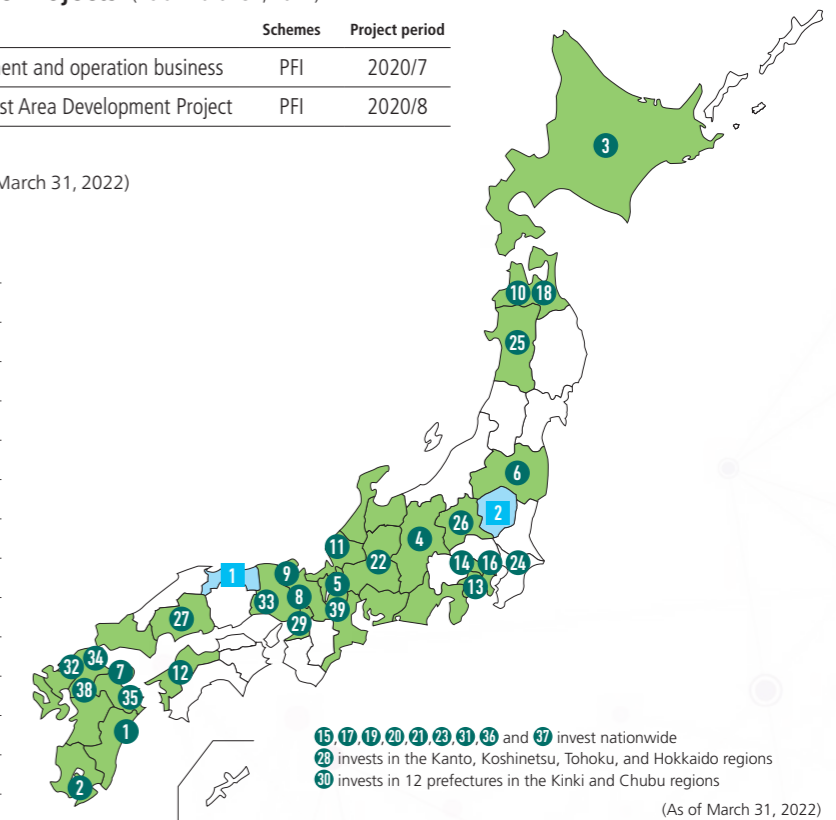 Schemes Project period
ment and operation business PFI 2020/7
st Area Development Project PFI 2020/8
March 31, 2022)
3
10 18
25
6
2
26
4
11
22
14 16 24
13
1
9
5
8
33
39
29
27
34
32
7
12
38
35
1
2
15,17,19,20,21,23,31,36 and 37 invest nationwide
28 invests in the Kanto, Koshinetsu, Tohoku, and Hokkaido regions
30 invests in 12 prefectures in the Kinki and Chubu regions
(As of March 31, 2022)